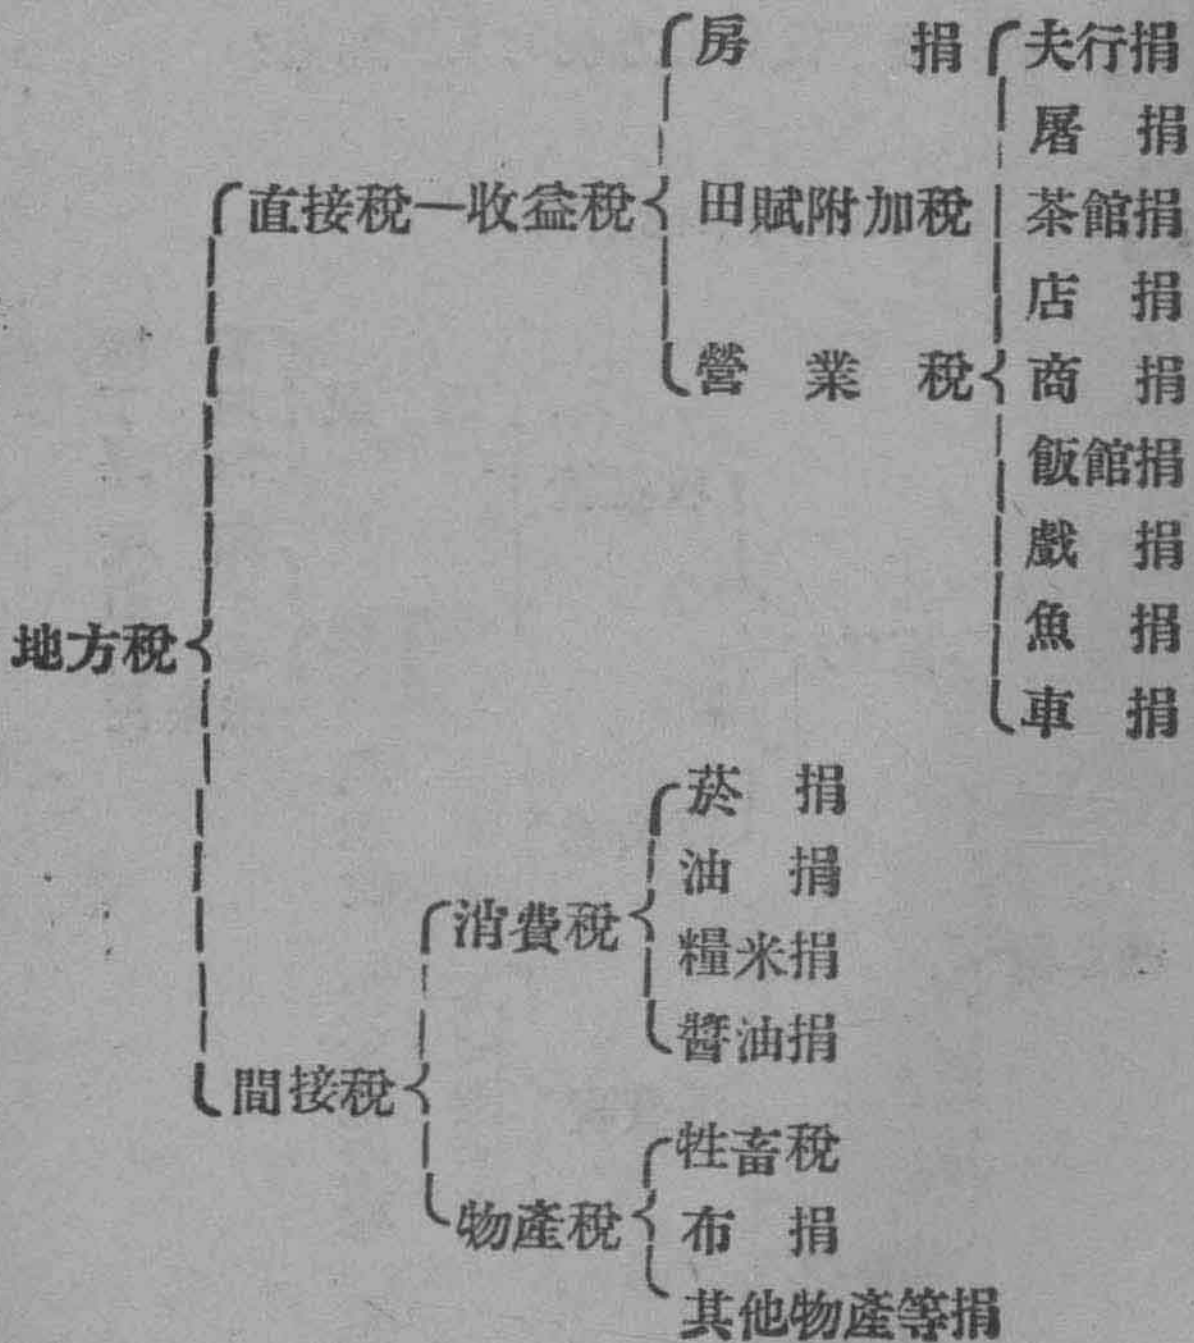 地方稅
直接稅—收益稅
房捐
田賦附加稅
營業稅
夫行捐
屠捐
茶館捐
店捐
商捐
飯館捐
戲捐
魚捐
車捐
間接稅
消費稅
菸捐
油捐
糧米捐
醬油捐
物產稅
牲畜稅
布捐
其他物產等捐